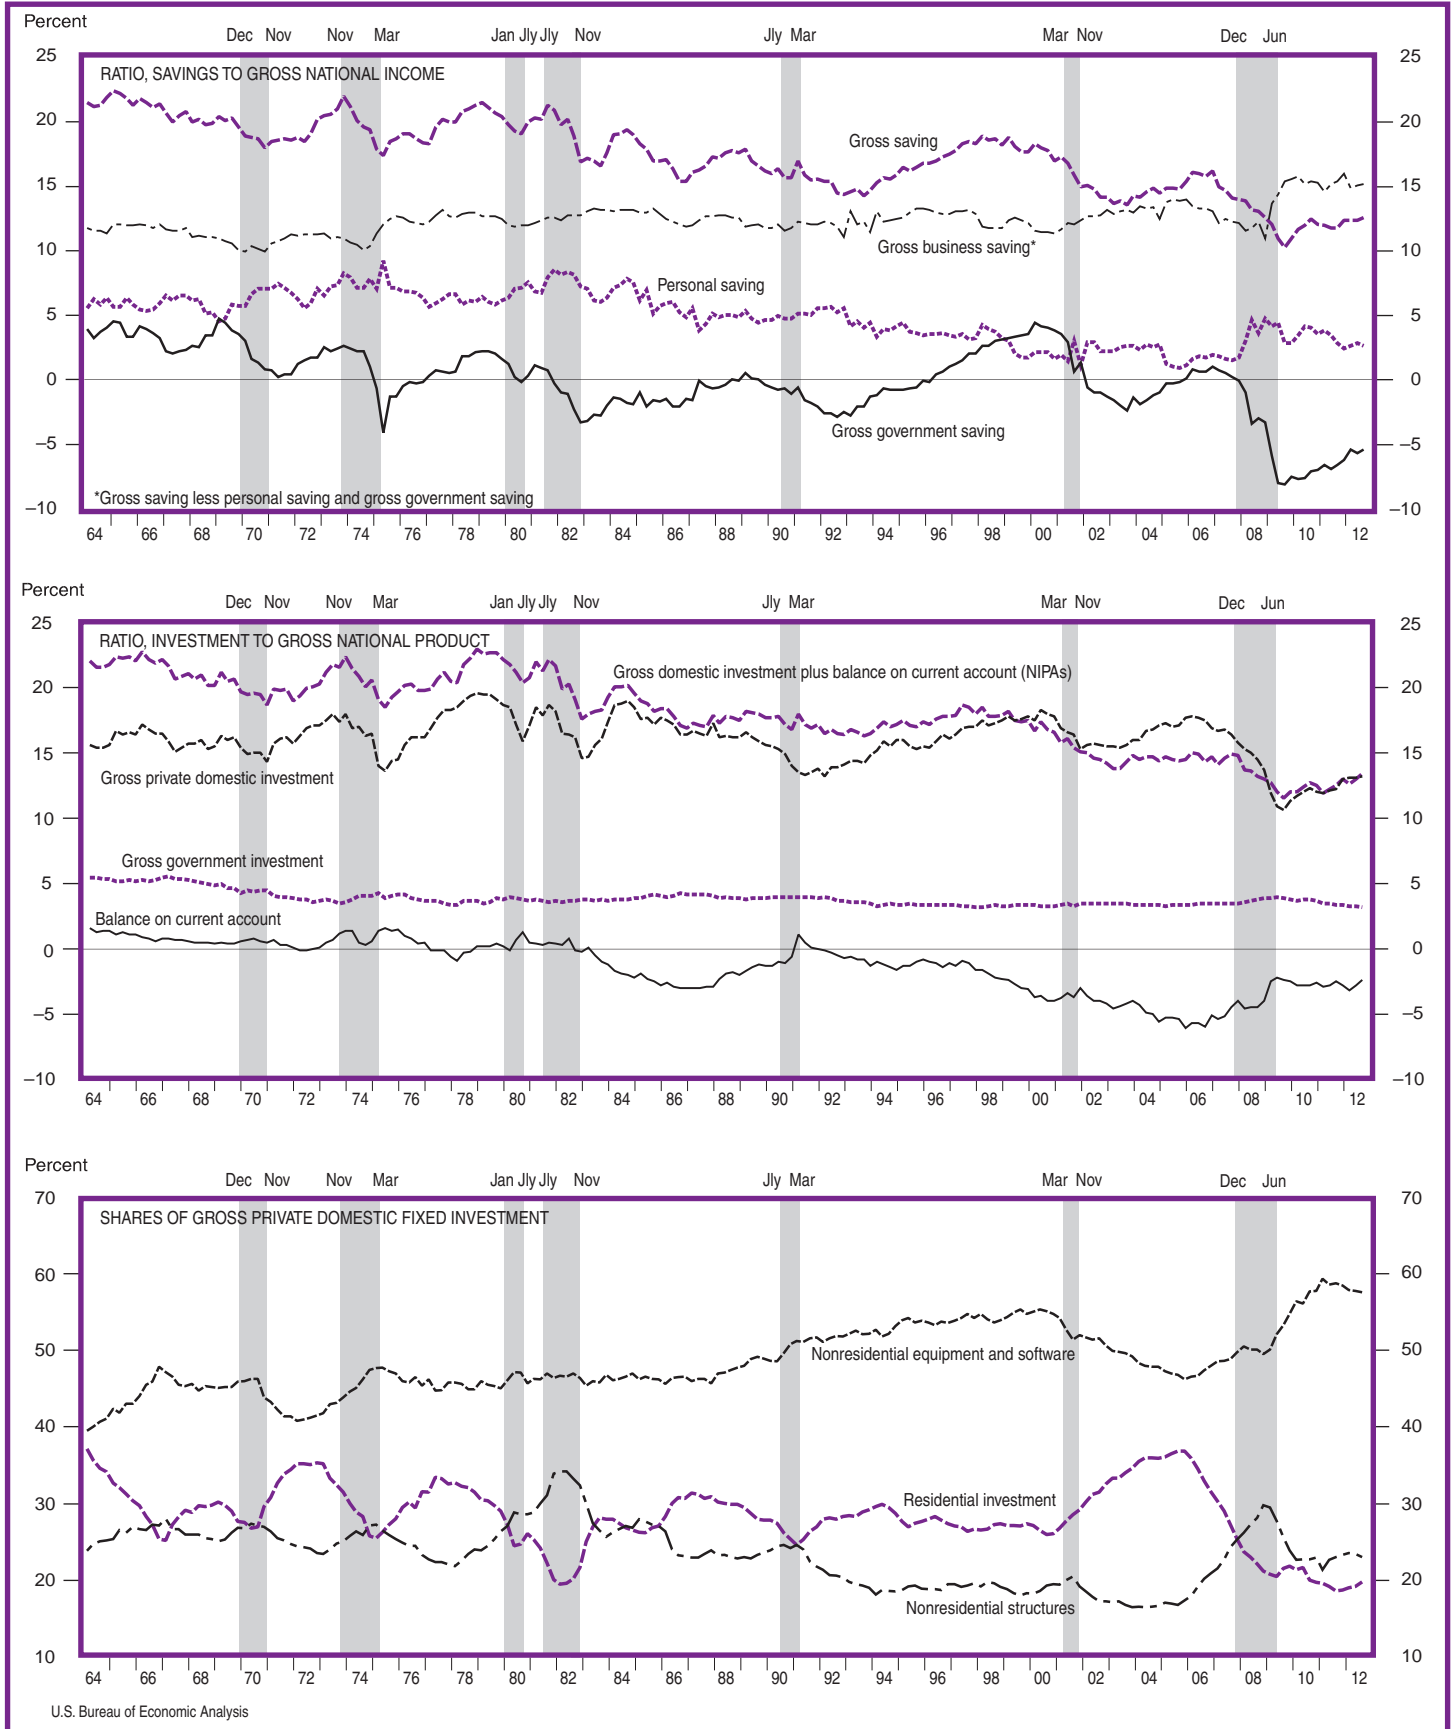 Percent
Dec Nov Nov Mar Jan Jly Jly Nov Jly Mar Mar Nov Dec Jun
25 25
RATIO, SAVINGS TO GROSS NATIONAL INCOME
20 20
Gross saving
15 15
Gross business saving*
10 10
Personal saving
5 5
0 0
Gross government saving
–5 –5
*Gross saving less personal saving and gross government saving
–10 –10
64 66 68 70 72 74 76 78 80 82 84 86 88 90 92 94 96 98 00 02 04 06 08 10 12
Percent
Dec Nov Nov Mar Jan Jly Jly Nov Jly Mar Mar Nov Dec Jun
25 25
RATIO, INVESTMENT TO GROSS NATIONAL PRODUCT
Gross domestic investment plus balance on current account (NIPAs)
20 20
15 15
Gross private domestic investment
10 10
Gross government investment
5 5
Balance on current account
0 0
–5 –5
–10 –10
64 66 68 70 72 74 76 78 80 82 84 86 88 90 92 94 96 98 00 02 04 06 08 10 12
Percent
Dec Nov Nov Mar Jan Jly Jly Nov Jly Mar Mar Nov Dec Jun
70 70
SHARES OF GROSS PRIVATE DOMESTIC FIXED INVESTMENT
60 60
50 50
Nonresidential equipment and software
40 40
Residential investment
30 30
20 20
Nonresidential structures
10 10
64 66 68 70 72 74 76 78 80 82 84 86 88 90 92 94 96 98 00 02 04 06 08 10 12
U.S. Bureau of Economic Analysis